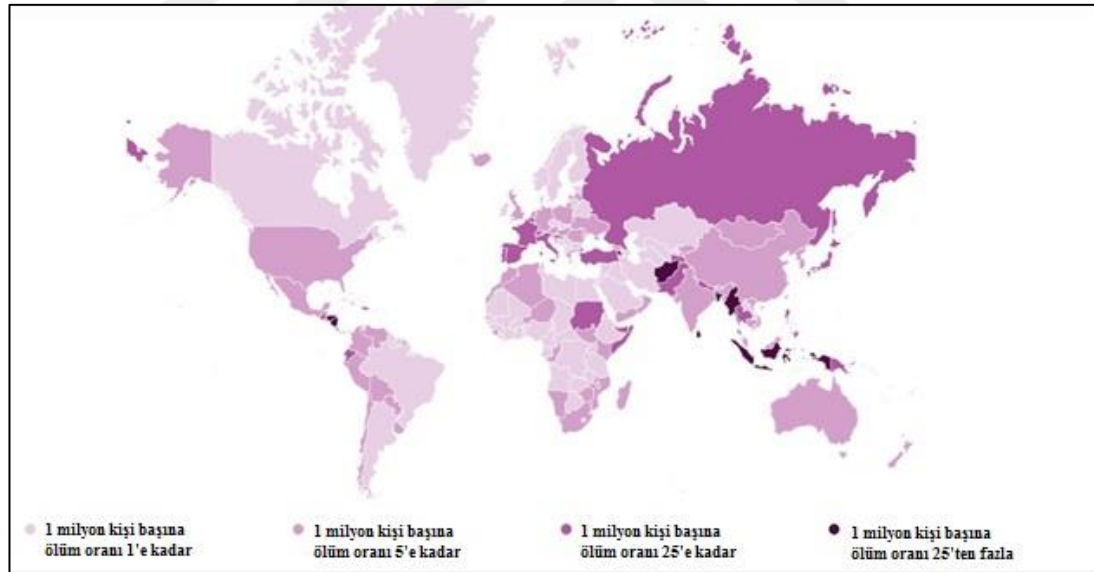 1 milyon kişi başına
ölüm oranı 1'e kadar
1 milyon kişi başına
ölüm oranı 5'e kadar
1 milyon kişi başına
ölüm oranı 25'e kadar
1 milyon kişi başına
ölüm oranı 25'ten fazla